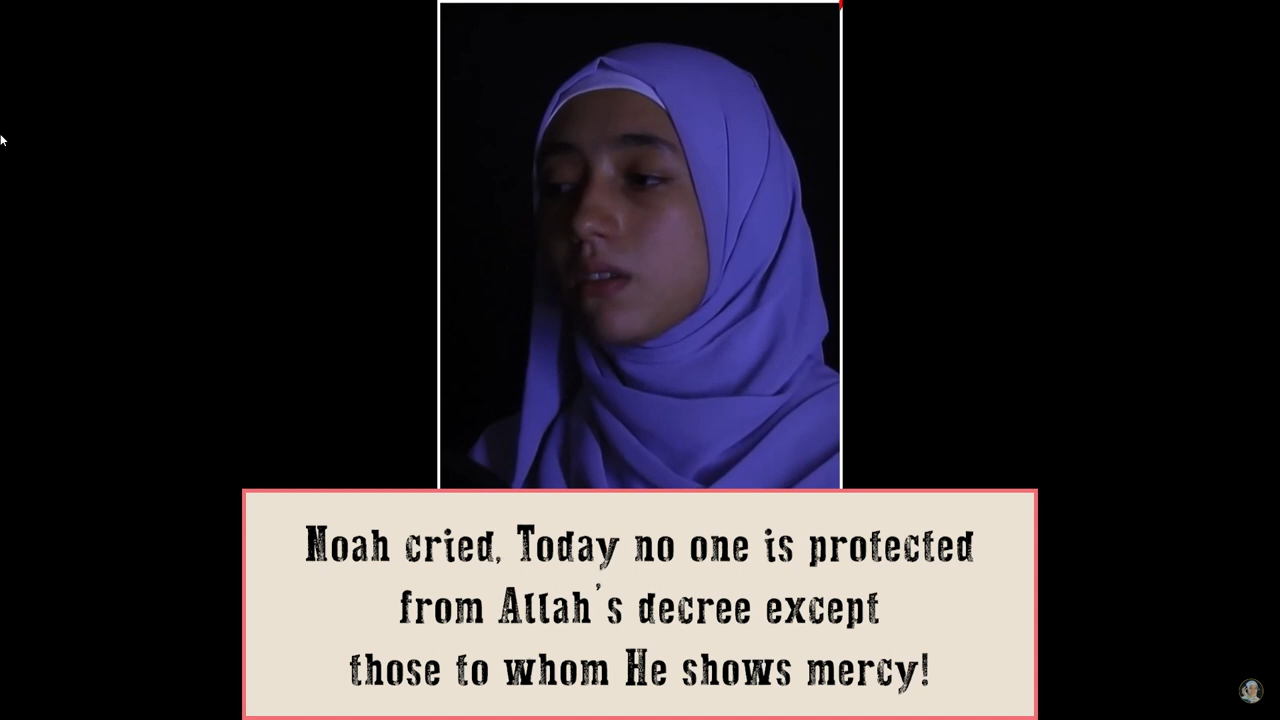 Noah cried, Today no one is protected
from Allah's decree except
those to whom He shows mercy!